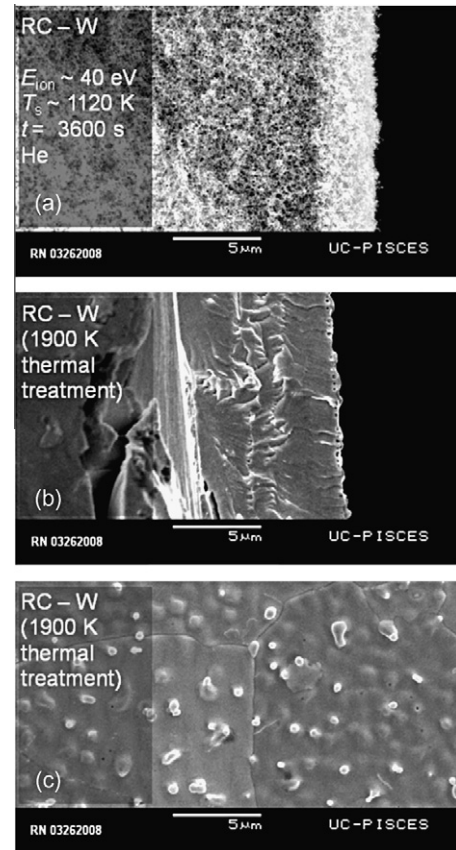 RC – W
E_ion ~ 40 eV
T_s ~ 1120 K
t = 3600 s
He
(a)
5μm
RN 03262008
UC-PISCES
RC – W
(1900 K
thermal
treatment)
(b)
5μm
RN 03262008
UC-PISCES
RC – W
(1900 K
thermal
treatment)
(c)
5μm
RN 03262008
UC-PISCES